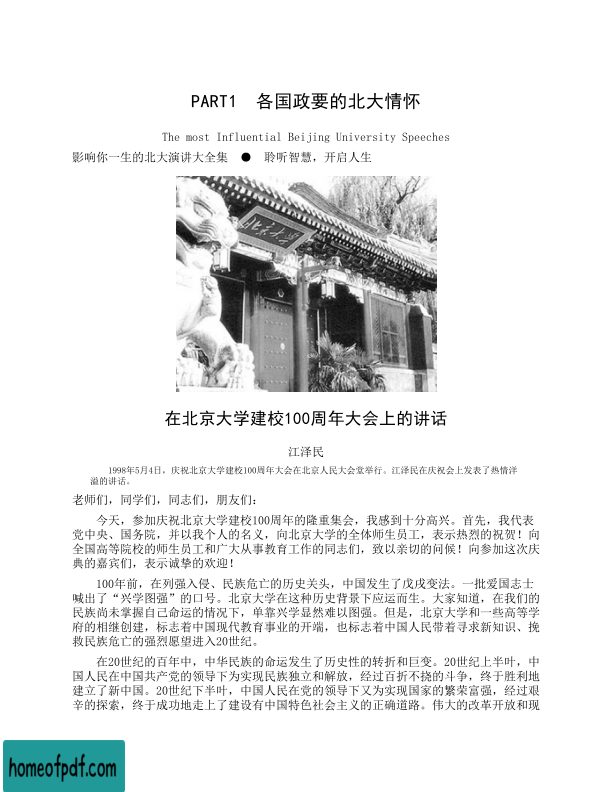 PART1 各国政要的北大情怀
The most Influential Beijing University Speeches
影响你一生的北大演讲大全集 ● 聆听智慧，开启人生
北京大学
在北京大学建校100周年大会上的讲话
江泽民
1998年5月4日，庆祝北京大学建校100周年大会在北京人民大会堂举行。江泽民在庆祝会上发表了热情洋
溢的讲话。
老师们，同学们，同志们，朋友们：
今天，参加庆祝北京大学建校100周年的隆重集会，我感到十分高兴。首先，我代表
党中央、国务院，并以我个人的名义，向北京大学的全体师生员工，表示热烈的祝贺！向
全国高等院校的师生员工和广大从事教育工作的同志们，致以亲切的问候！向参加这次庆
典的嘉宾们，表示诚挚的欢迎！
100年前，在列强入侵、民族危亡的历史关头，中国发生了戊戌变法。一批爱国志士
喊出了“兴学图强”的口号。北京大学在这种历史背景下应运而生。大家知道，在我们的
民族尚未掌握自己命运的情况下，单靠兴学显然难以图强。但是，北京大学和一些高等学
府的相继创建，标志着中国现代教育事业的开端，也标志着中国人民带着寻求新知识、挽
救民族危亡的强烈愿望进入20世纪。
在20世纪的百年中，中华民族的命运发生了历史性的转折和巨变。20世纪上半叶，中
国人民在中国共产党的领导下为实现民族独立和解放，经过百折不挠的斗争，终于胜利地
建立了新中国。20世纪下半叶，中国人民在党的领导下又为实现国家的繁荣富强，经过艰
辛的探索，终于成功地走上了建设有中国特色社会主义的正确道路。伟大的改革开放和现
homeofpdf.com